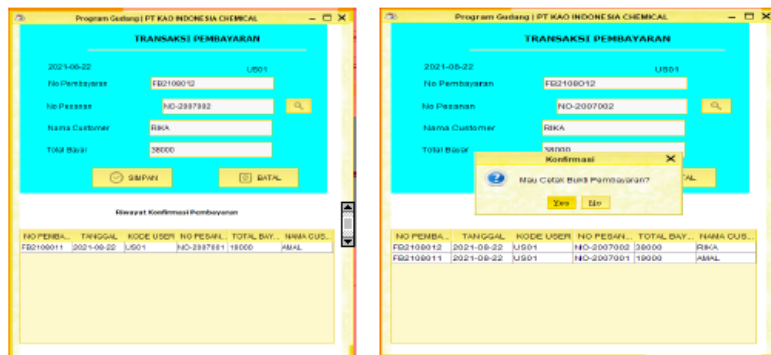 Program Gudang | PT KAO INDONESIA CHEMICAL
TRANSAKSI PEMBAYARAN
2021-08-22 US01
No Pembayaran FB2108012
No Pesanan NO-2007002
Nama Customer RIKA
Total Bayar 38000
SIMPAN BATAL
Riwayat Konfirmasi Pembayaran
NO PEMBA... TANGGAL KODE USER NO PESAN... TOTAL BAY... NAMA CUS...
FB2108011 2021-08-22 US01 NO-2007001 19000 AMAL
Program Gudang | PT KAO INDONESIA CHEMICAL
TRANSAKSI PEMBAYARAN
2021-08-22 US01
No Pembayaran FB2108012
No Pesanan NO-2007002
Nama Customer RIKA
Total Bayar 38000
Konfirmasi
Mau Cetak Bukti Pembayaran?
Yes No
NO PEMBA... TANGGAL KODE USER NO PESAN... TOTAL BAY... NAMA CUS...
FB2108012 2021-08-22 US01 NO-2007002 38000 RIKA
FB2108011 2021-08-22 US01 NO-2007001 19000 AMAL